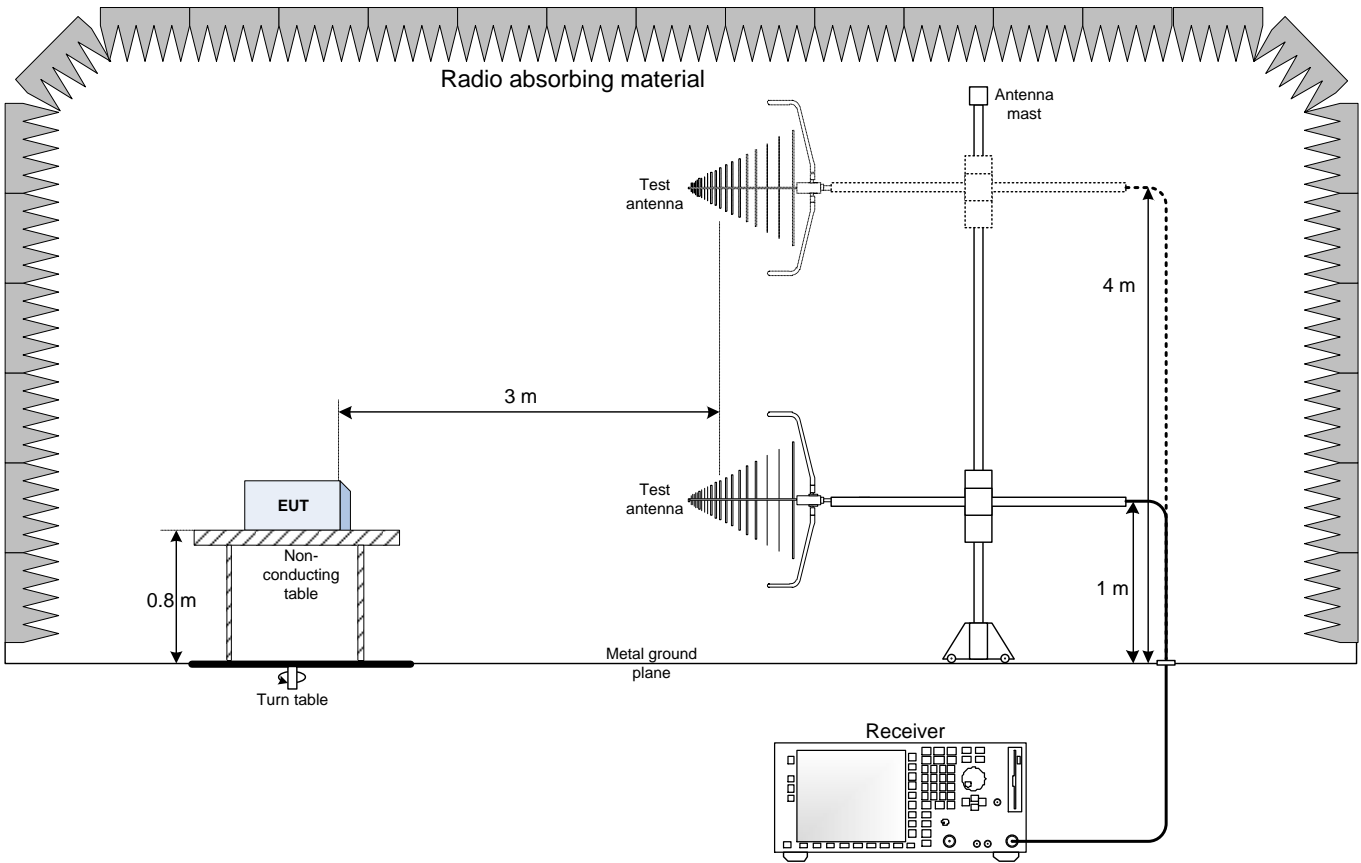 Radio absorbing material
Antenna
mast
Test
antenna
4 m
3 m
Test
antenna
EUT
Non-
conducting
table
0.8 m
1 m
Metal ground
plane
Turn table
Receiver